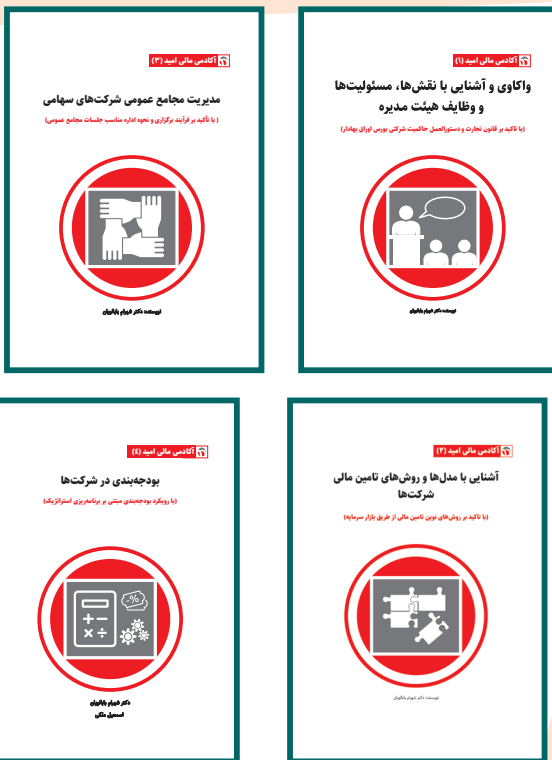 آکادمی مالی امید (۱)
واکاوی و آشنایی با نقش‌ها، مسئولیت‌ها
و وظایف هیئت مدیره
(با تاکید بر قانون تجارت و دستورالعمل حاکمیت شرکتی بورس اوراق بهادار)
نویسنده: دکتر شهرام بابالویان
آکادمی مالی امید (۲)
آشنایی با مدل‌ها و روش‌های تامین مالی
شرکت‌ها
(با تاکید بر روش‌های نوین تامین مالی از طریق بازار سرمایه)
نویسنده: دکتر شهرام بابالویان
آکادمی مالی امید (۳)
مدیریت مجامع عمومی شرکت‌های سهامی
( با تأکید بر فرآیند برگزاری و نحوه اداره مناسب جلسات مجامع عمومی)
نویسنده: دکتر شهرام بابالویان
آکادمی مالی امید (٤)
بودجه‌بندی در شرکت‌ها
(با رویکرد بودجه‌بندی مبتنی بر برنامه‌ریزی استراتژیک)
-%
دکتر شهرام بابالویان
اسمعیل ملکی